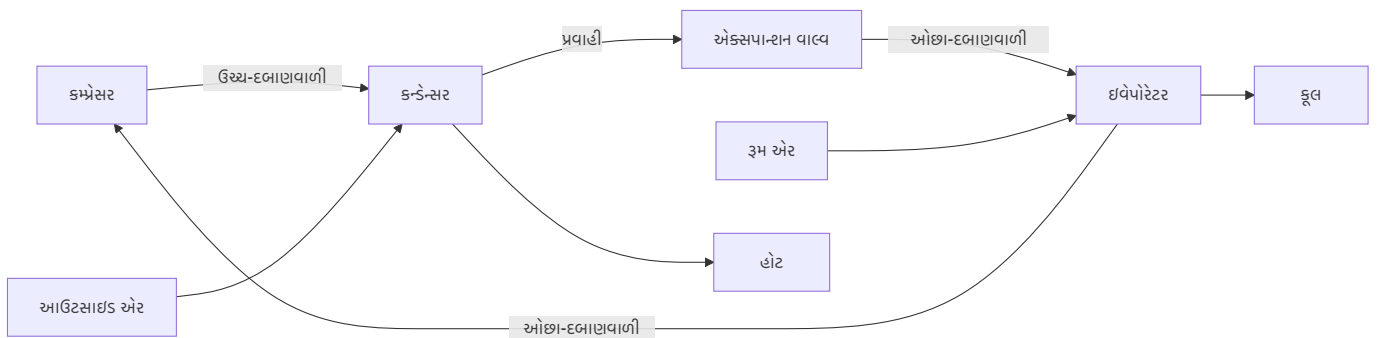 એક્સપાન્શન વાલ્વ
પ્રવાહી
ઓછા-દબાણવાળી
કમ્પ્રેસર
ઉચ્ચ-દબાણવાળી
કન્ડેન્સર
ઇવેપોરેટર
કૂલ
રૂમ એર
હોટ
આઉટસાઇડ એર
ઓછા-દબાણવાળી